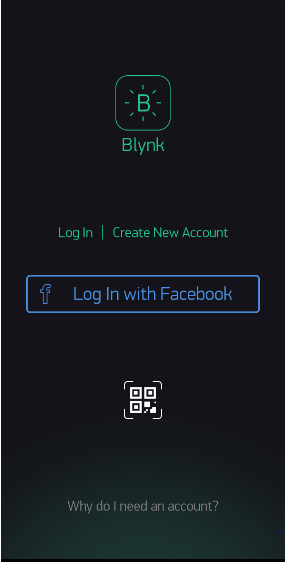 B
Blynk
Log In | Create New Account
f Log In with Facebook
Why do I need an account?